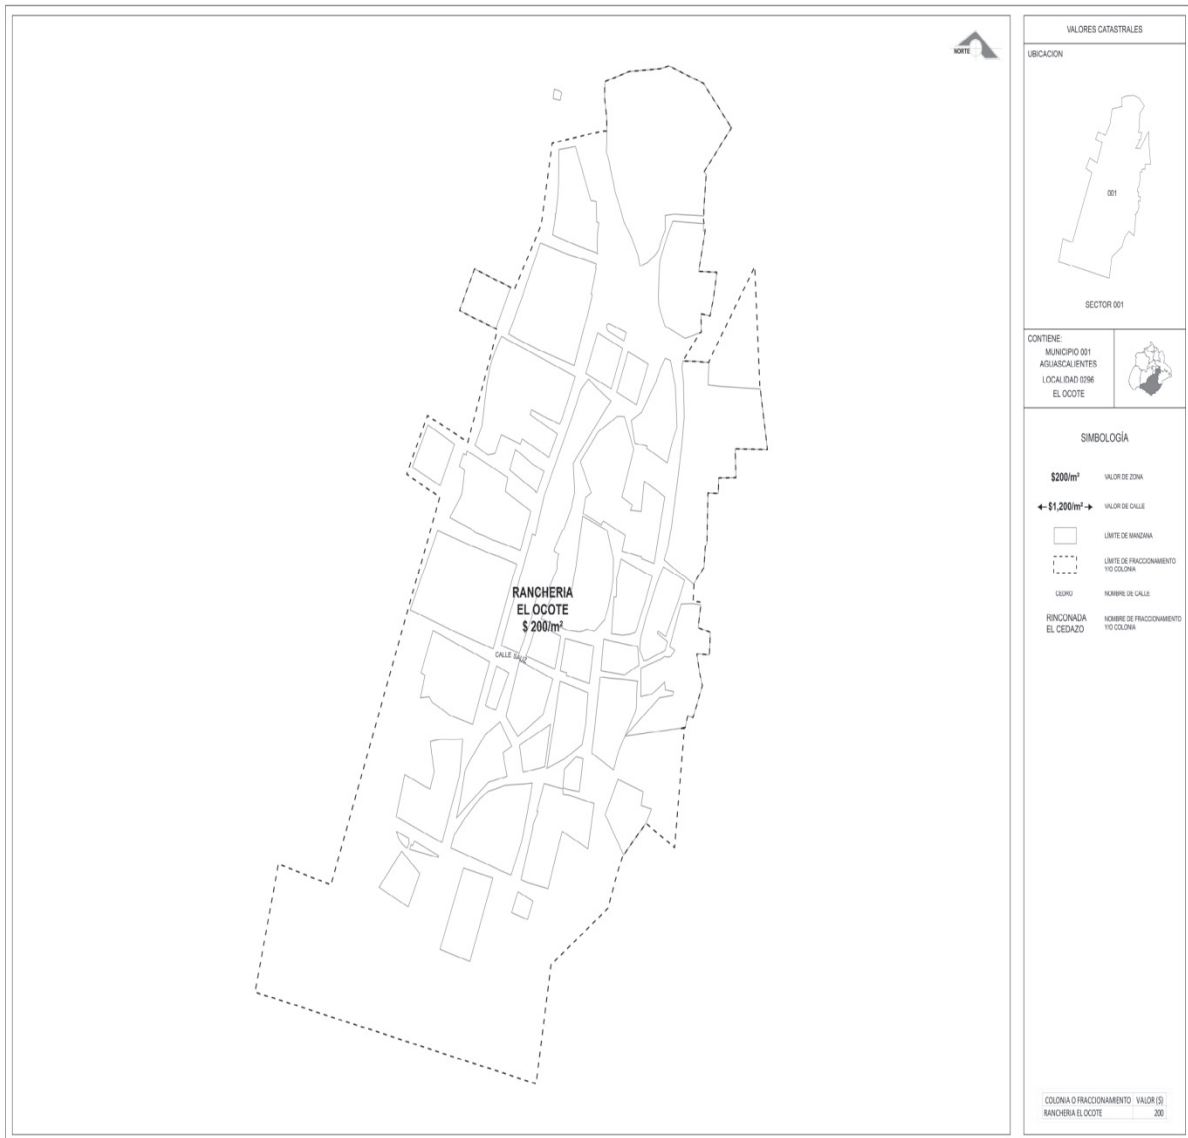 NORTE
RANCHERIA
EL OCOTE
$ 200/m²
CALLE SAUZ
VALORES CATASTRALES
UBICACION
001
SECTOR 001
CONTIENE:
MUNICIPIO 001
AGUASCALIENTES
LOCALIDAD 0296
EL OCOTE
SIMBOLOGÍA
$200/m² VALOR DE ZONA
$1,200/m² VALOR DE CALLE
LÍMITE DE MANZANA
LÍMITE DE FRACCIONAMIENTO
Y/O COLONIA
CEDRO NOMBRE DE CALLE
RINCONADA
EL CEDAZO
NOMBRE DE FRACCIONAMIENTO
Y/O COLONIA
COLONIA O FRACCIONAMIENTO VALOR ($)
RANCHERIA EL OCOTE 200